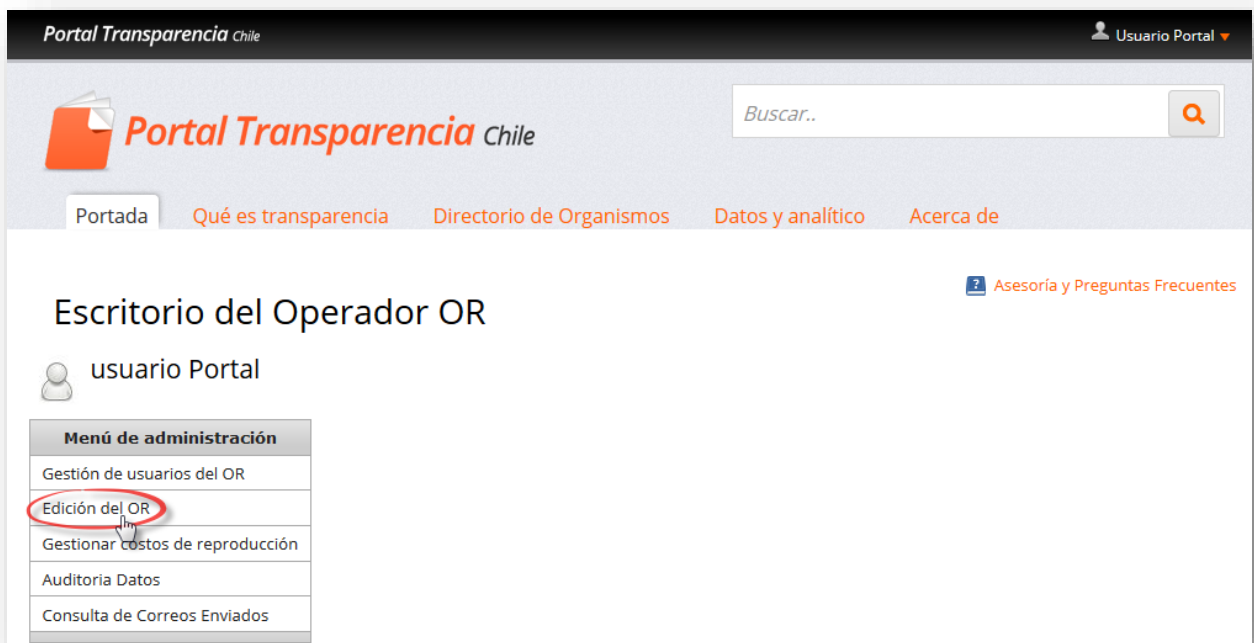 Portal Transparencia Chile
Usuario Portal
Portal Transparencia Chile
Buscar..
Portada Qué es transparencia Directorio de Organismos Datos y analítico Acerca de
? Asesoría y Preguntas Frecuentes
Escritorio del Operador OR
usuario Portal
Menú de administración
Gestión de usuarios del OR
Edición del OR
Gestionar costos de reproducción
Auditoria Datos
Consulta de Correos Enviados